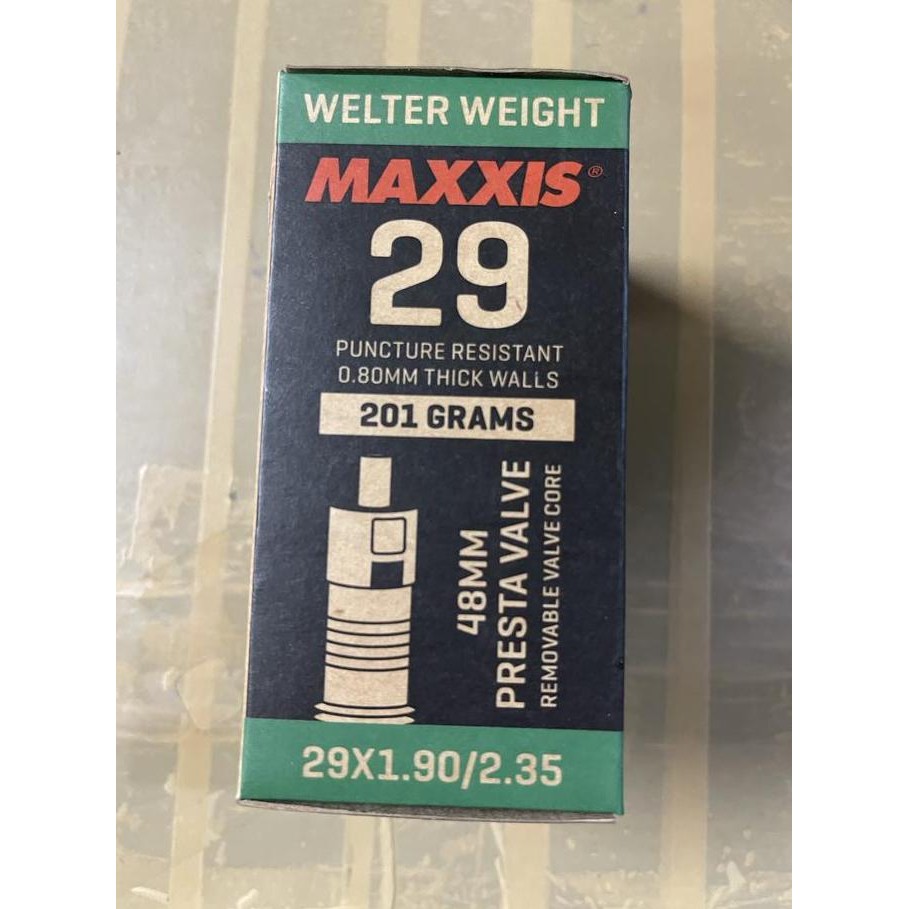 WELTER WEIGHT
MAXXIS®
29
PUNCTURE RESISTANT
0.80MM THICK WALLS
201 GRAMS
48MM
PRESTA VALVE
REMOVABLE VALVE CORE
29X1.90/2.35